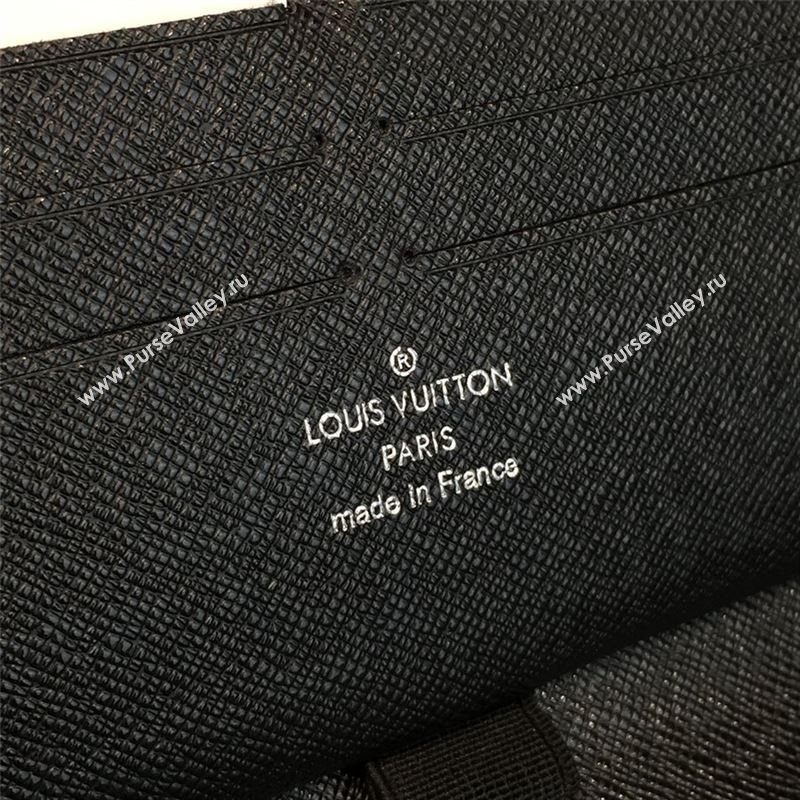 ®
LOUIS VUITTON
PARIS
made in France
www.PurseValley.ru
www.PurseValley.ru